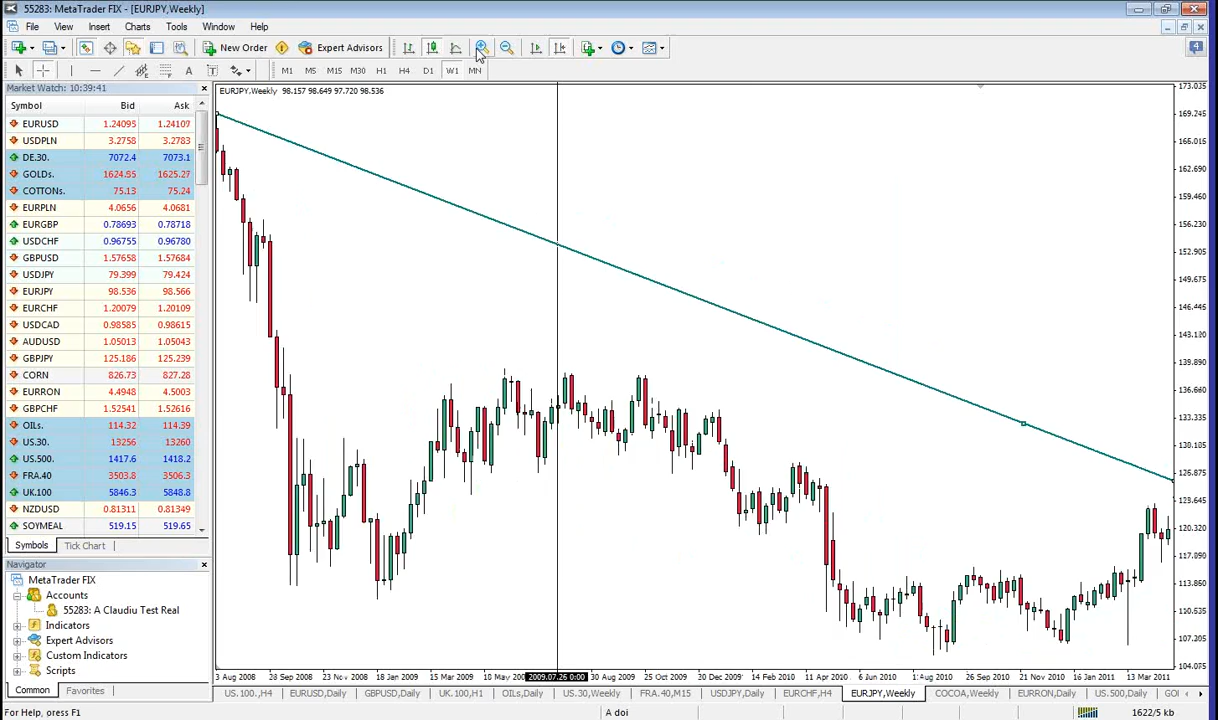 55283: MetaTrader FIX - [EURJPY,Weekly]
File View Insert Charts Tools Window Help
New Order Expert Advisors 4
A T M1 M5 M15 M30 H1 H4 D1 W1 MN
Market Watch: 10:39:41
Symbol Bid Ask
EURUSD 1.24095 1.24107
USDPLN 3.2758 3.2783
DE.30. 7072.4 7073.1
GOLDs. 1624.55 1625.27
COTTONs. 75.13 75.24
EURPLN 4.0656 4.0681
EURGBP 0.78693 0.78718
USDCHF 0.96755 0.96780
GBPUSD 1.57658 1.57684
USDJPY 79.399 79.424
EURJPY 98.536 98.566
EURCHF 1.20079 1.20109
USDCAD 0.98585 0.98615
AUDUSD 1.05013 1.05043
GBPJPY 125.186 125.239
CORN 826.73 827.23
EURRON 4.4948 4.5003
GBPCHF 1.52541 1.52616
OILs. 114.32 114.39
US.30. 13256 13260
US.500. 1417.6 1418.2
FRA.40 3503.8 3506.3
UK.100 5846.3 5848.8
NZDUSD 0.81311 0.81349
SOYMEAL 519.15 519.65
Symbols Tick Chart
Navigator
MetaTrader FIX
Accounts
55283: A Claudiu Test Real
Indicators
Expert Advisors
Custom Indicators
Scripts
Common Favorites
EURJPY,Weekly 98.157 98.649 97.720 98.536
173.025
169.245
166.015
162.690
159.460
156.230
152.905
149.675
146.445
143.120
139.890
136.660
133.335
130.105
126.875
123.645
120.320
117.090
113.860
110.535
107.205
104.075
3 Aug 2008 28 Sep 2008 23 Nov 2008 18 Jan 2009 15 Mar 2009 10 May 2009.07.26 0:00 30 Aug 2009 25 Oct 2009 20 Dec 2009 14 Feb 2010 11 Apr 2010 6 Jun 2010 1 Aug 2010 26 Sep 2010 21 Nov 2010 16 Jan 2011 13 Mar 2011
US.100.,H4 EURUSD,Daily GBPUSD,Daily UK.100,H1 OILs,Daily US.30,Weekly FRA.40,M15 USDJPY,Daily EURCHF,H4 EURJPY,Weekly COCOA,Weekly EURRON,Daily US.500,Daily
For Help, press F1 A doi 1622/5 kb